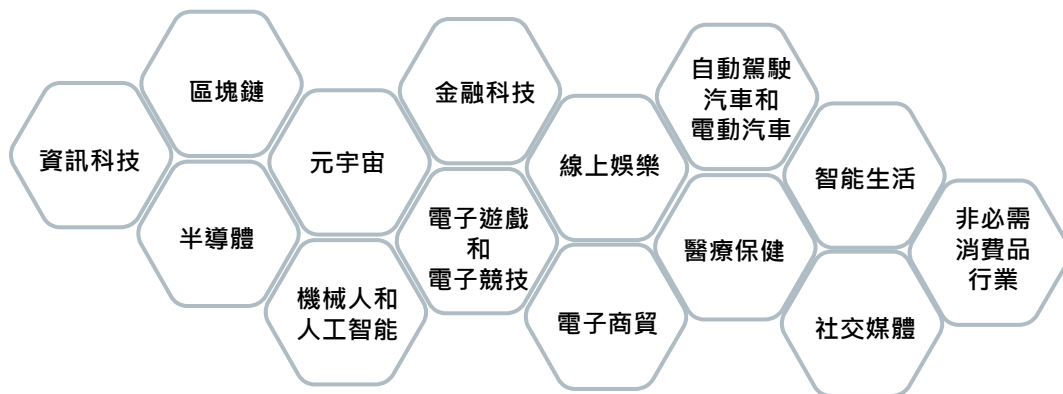 資訊科技
區塊鏈
半導體
元宇宙
機械人和
人工智能
金融科技
電子遊戲
和
電子競技
線上娛樂
電子商貿
自動駕駛
汽車和
電動汽車
醫療保健
智能生活
社交媒體
非必需
消費品
行業